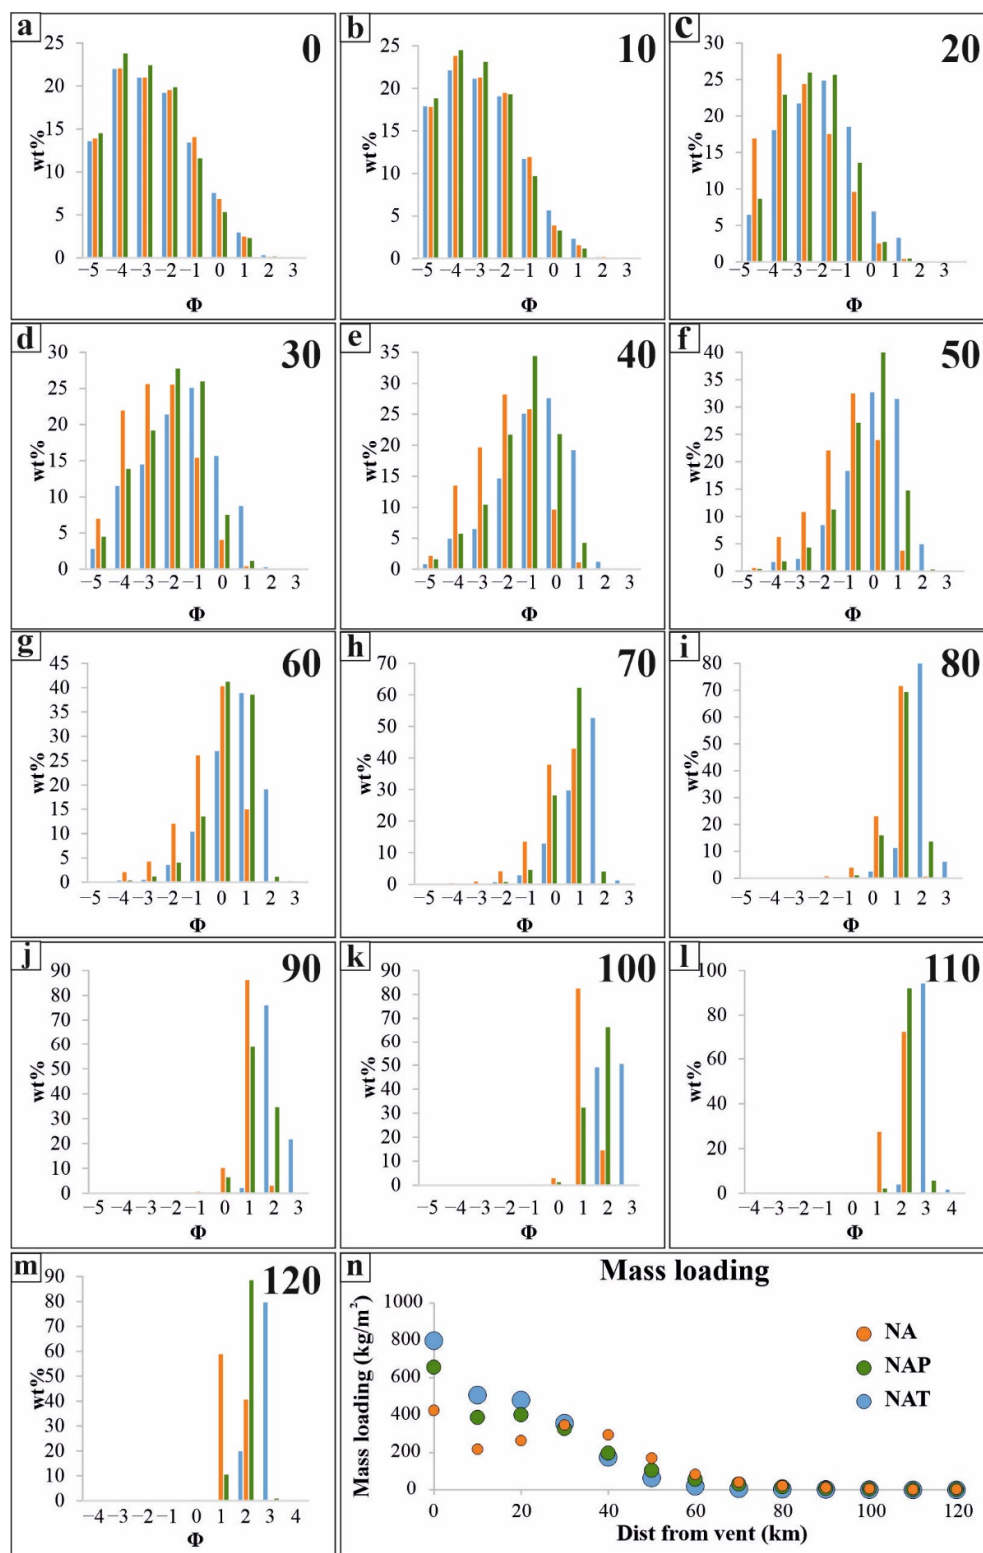 a
0
25
20
15
10
5
0
wt%
−5 −4 −3 −2 −1 0 1 2 3
Φ
b
10
25
20
15
10
5
0
wt%
−5 −4 −3 −2 −1 0 1 2 3
Φ
c
20
30
25
20
15
10
5
0
wt%
−5 −4 −3 −2 −1 0 1 2 3
Φ
d
30
30
25
20
15
10
5
0
wt%
−5 −4 −3 −2 −1 0 1 2 3
Φ
e
40
35
30
25
20
15
10
5
0
wt%
−5 −4 −3 −2 −1 0 1 2 3
Φ
f
50
40
35
30
25
20
15
10
5
0
wt%
−5 −4 −3 −2 −1 0 1 2 3
Φ
g
60
45
40
35
30
25
20
15
10
5
0
wt%
−5 −4 −3 −2 −1 0 1 2 3
Φ
h
70
70
60
50
40
30
20
10
0
wt%
−5 −4 −3 −2 −1 0 1 2 3
Φ
i
80
80
70
60
50
40
30
20
10
0
wt%
−5 −4 −3 −2 −1 0 1 2 3
Φ
j
90
90
80
70
60
50
40
30
20
10
0
wt%
−5 −4 −3 −2 −1 0 1 2 3
Φ
k
100
90
80
70
60
50
40
30
20
10
0
wt%
−5 −4 −3 −2 −1 0 1 2 3
Φ
l
110
100
80
60
40
20
0
wt%
−4 −3 −2 −1 0 1 2 3 4
Φ
m
120
90
80
70
60
50
40
30
20
10
0
wt%
−4 −3 −2 −1 0 1 2 3 4
Φ
n
Mass loading
1000
800
600
400
200
0
Mass loading (kg/m²)
NA
NAP
NAT
0 20 40 60 80 100 120
Dist from vent (km)